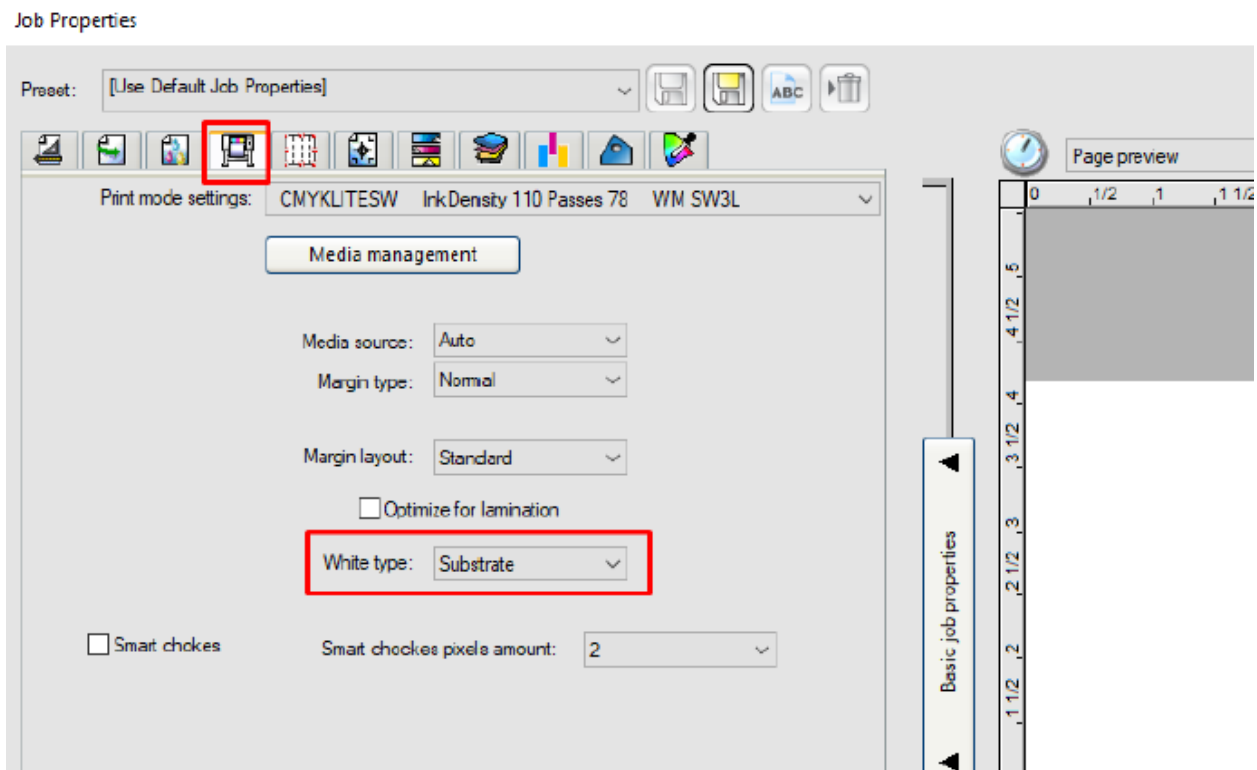 Job Properties
Preset: [Use Default Job Properties]
ABC
Print mode settings: CMYKLITESW InkDensity 110 Passes 78 WM SW3L
Page preview
0 1/2 1 1 1/2
Media management
Media source: Auto
Margin type: Normal
Margin layout: Standard
Optimize for lamination
White type: Substrate
Smart chokes
Smart chockes pixels amount: 2
Basic job properties
5
4 1/2
4
3 1/2
3
2 1/2
2
1 1/2